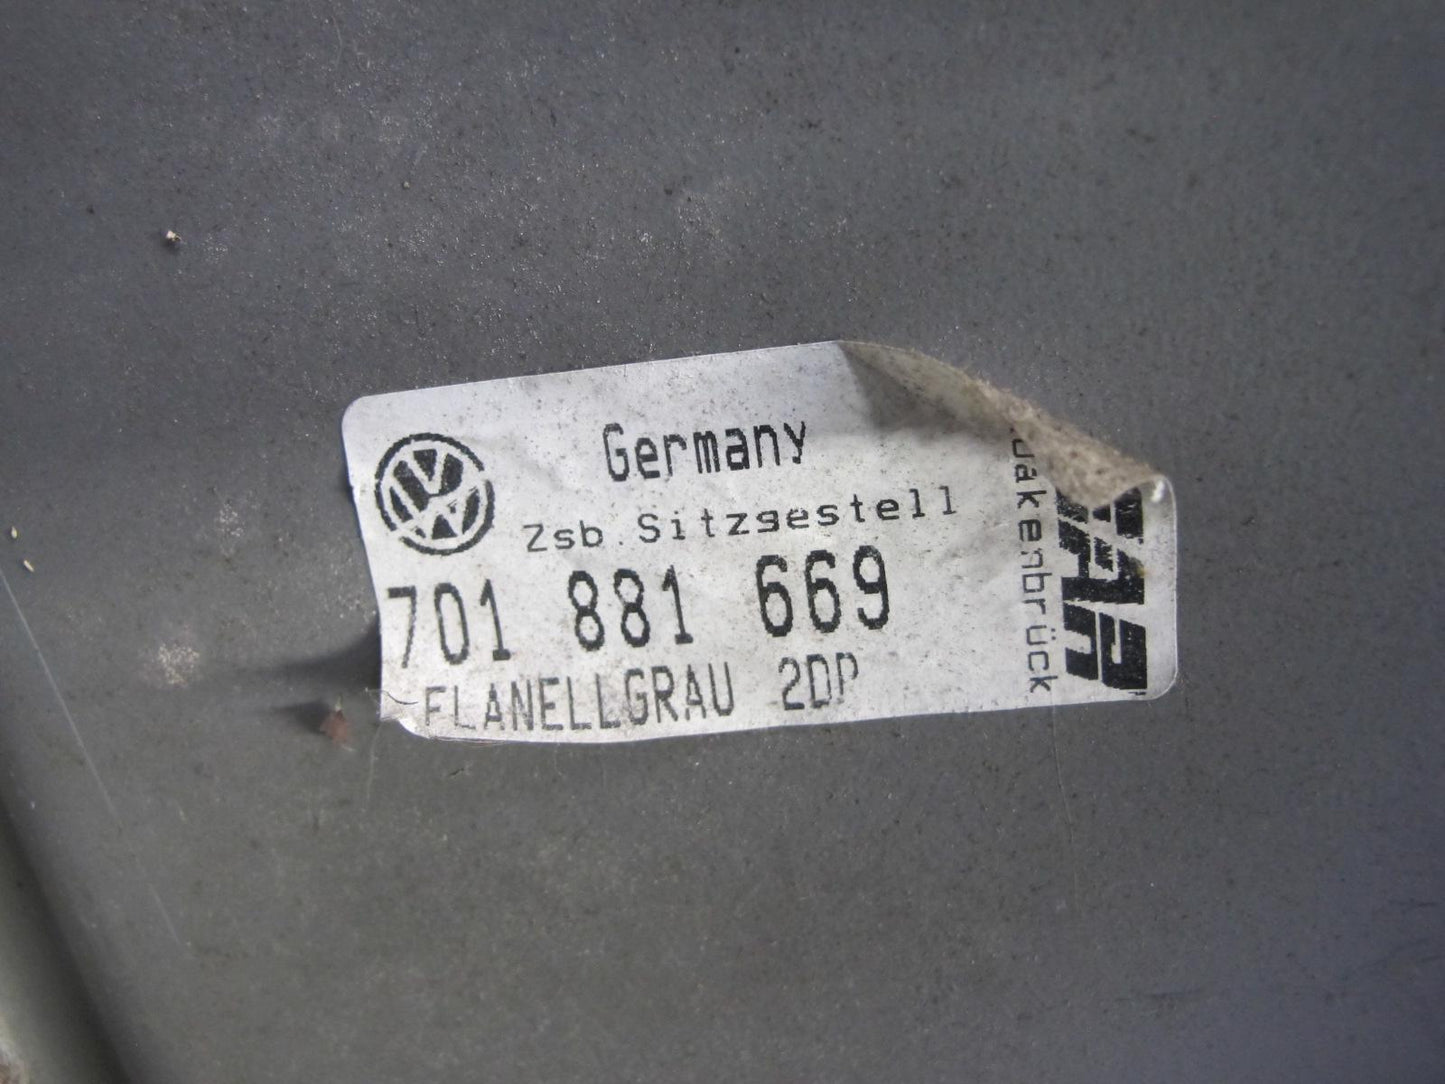 Germany
Zsb. Sitzgestell
701 881 669
FLANELLGRAU 2DP